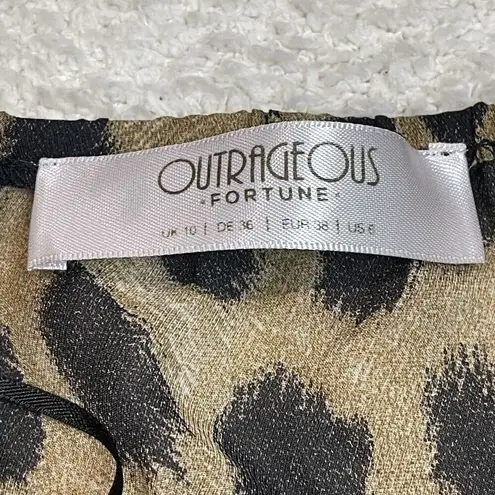 OUTRAGEOUS
·FORTUNE·
UK 10 | DE 36 | EUR 38 | US 6